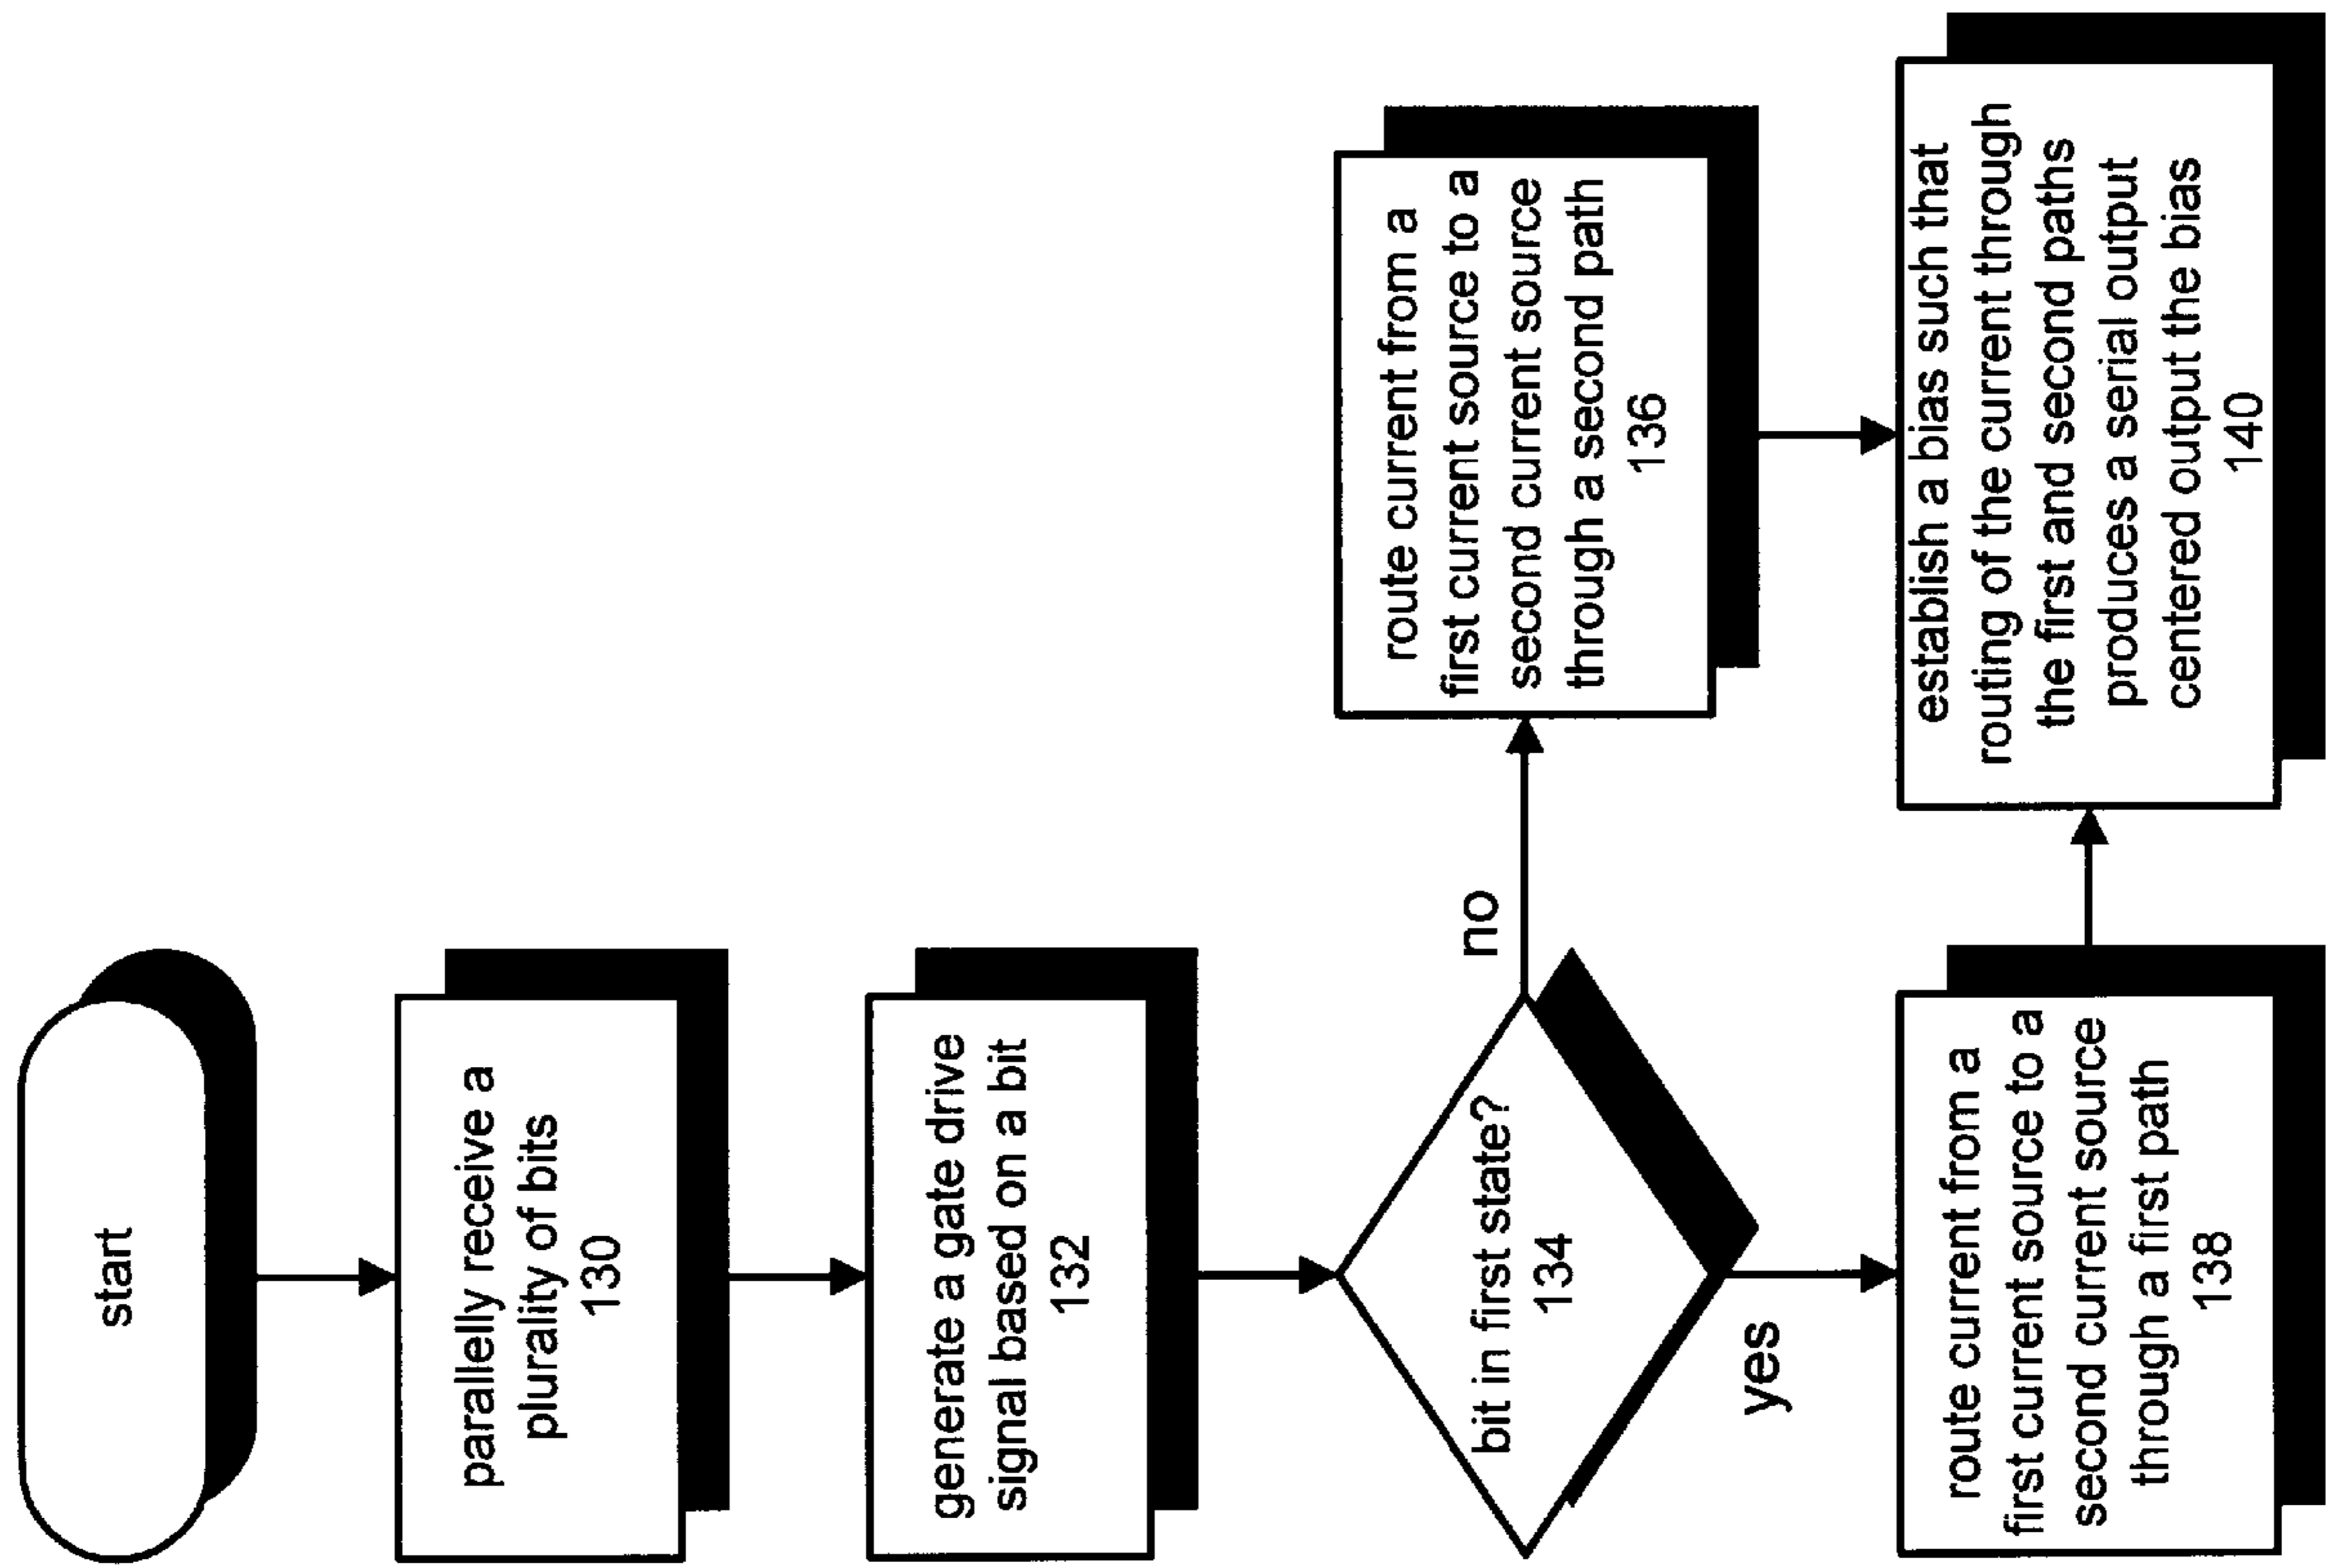 start
parallelly receive a
plurality of bits
130
generate a gate drive
signal based on a bit
132
bit in first state?
134
no
yes
route current from a
first current source to a
second current source
through a second path
136
route current from a
first current source to a
second current source
through a first path
138
establish a bias such that
routing of the current through
the first and second paths
produces a serial output
centered output the bias
140